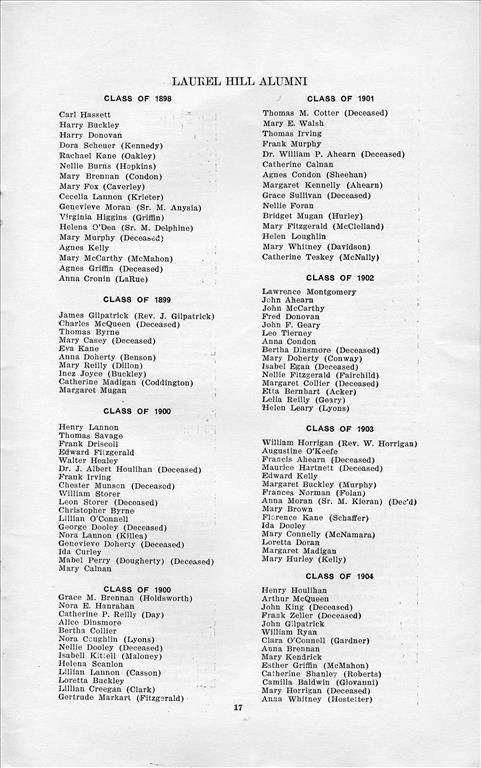 LAUREL HILL ALUMNI
CLASS OF 1898
Carl Hassett
Harry Buckley
Harry Donovan
Dora Scheuer (Kennedy)
Rachael Kane (Oakley)
Nellie Burns (Hopkins)
Mary Brennan (Condon)
Mary Fox (Caverley)
Cecelia Lannon (Krieter)
Genevieve Moran (Sr. M. Anysia)
Virginia Higgins (Griffin)
Helena O'Dea (Sr. M. Delphine)
Mary Murphy (Deceased)
Agnes Kelly
Mary McCarthy (McMahon)
Agnes Griffin (Deceased)
Anna Cronin (LaRue)
CLASS OF 1899
James Gilpatrick (Rev. J. Gilpatrick)
Charles McQueen (Deceased)
Thomas Byrne
Mary Casey (Deceased)
Eva Kane
Anna Doherty (Benson)
Mary Reilly (Dillon)
Inez Joyce (Buckley)
Catherine Madigan (Coddington)
Margaret Mugan
CLASS OF 1900
Henry Lannon
Thomas Savage
Frank Driscoll
Edward Fitzgerald
Walter Healey
Dr. J. Albert Houlihan (Deceased)
Frank Irving
Chester Munson (Deceased)
William Storer
Leon Storer (Deceased)
Christopher Byrne
Lillian O'Connell
George Dooley (Deceased)
Nora Lannon (Killea)
Genevieve Doherty (Deceased)
Ida Curley
Mabel Perry (Dougherty) (Deceased)
Mary Calnan
CLASS OF 1900
Grace M. Brennan (Holdsworth)
Nora E. Hanrahan
Catherine P. Reilly (Day)
Alice Dinsmore
Bertha Collier
Nora Coughlin (Lyons)
Nellie Dooley (Deceased)
Isabell Kittell (Maloney)
Helena Scanlon
Lillian Lannon (Casson)
Loretta Buckley
Lillian Creegan (Clark)
Gertrude Markart (Fitzgerald)
CLASS OF 1901
Thomas M. Cotter (Deceased)
Mary E. Walsh
Thomas Irving
Frank Murphy
Dr. William P. Ahearn (Deceased)
Catherine Calnan
Agnes Condon (Sheehan)
Margaret Kennelly (Ahearn)
Grace Sullivan (Deceased)
Nellie Foran
Bridget Mugan (Hurley)
Mary Fitzgerald (McClelland)
Helen Loughlin
Mary Whitney (Davidson)
Catherine Teskey (McNally)
CLASS OF 1902
Lawrence Montgomery
John Ahearn
John McCarthy
Fred Donovan
John F. Geary
Leo Tierney
Anna Condon
Bertha Dinsmore (Deceased)
Mary Doherty (Conway)
Isabel Egan (Deceased)
Nellie Fitzgerald (Fairchild)
Margaret Collier (Deceased)
Etta Bernhart (Acker)
Lelia Reilly (Geary)
Helen Leary (Lyons)
CLASS OF 1903
William Horrigan (Rev. W. Horrigan)
Augustine O'Keefe
Francis Ahearn (Deceased)
Maurice Hartnett (Deceased)
Edward Kelly
Margaret Buckley (Murphy)
Frances Norman (Folan)
Anna Moran (Sr. M. Kieran) (Dec'd)
Mary Brown
Florence Kane (Schaffer)
Ida Dooley
Mary Connelly (McNamara)
Loretta Doran
Margaret Madigan
Mary Hurley (Kelly)
CLASS OF 1904
Henry Houlihan
Arthur McQueen
John King (Deceased)
Frank Zeller (Deceased)
John Gilpatrick
William Ryan
Clara O'Connell (Gardner)
Anna Brennan
Mary Kendrick
Esther Griffin (McMahon)
Catherine Shanley (Roberts)
Camilla Baldwin (Giovanni)
Mary Horrigan (Deceased)
Anna Whitney (Hostetter)
17